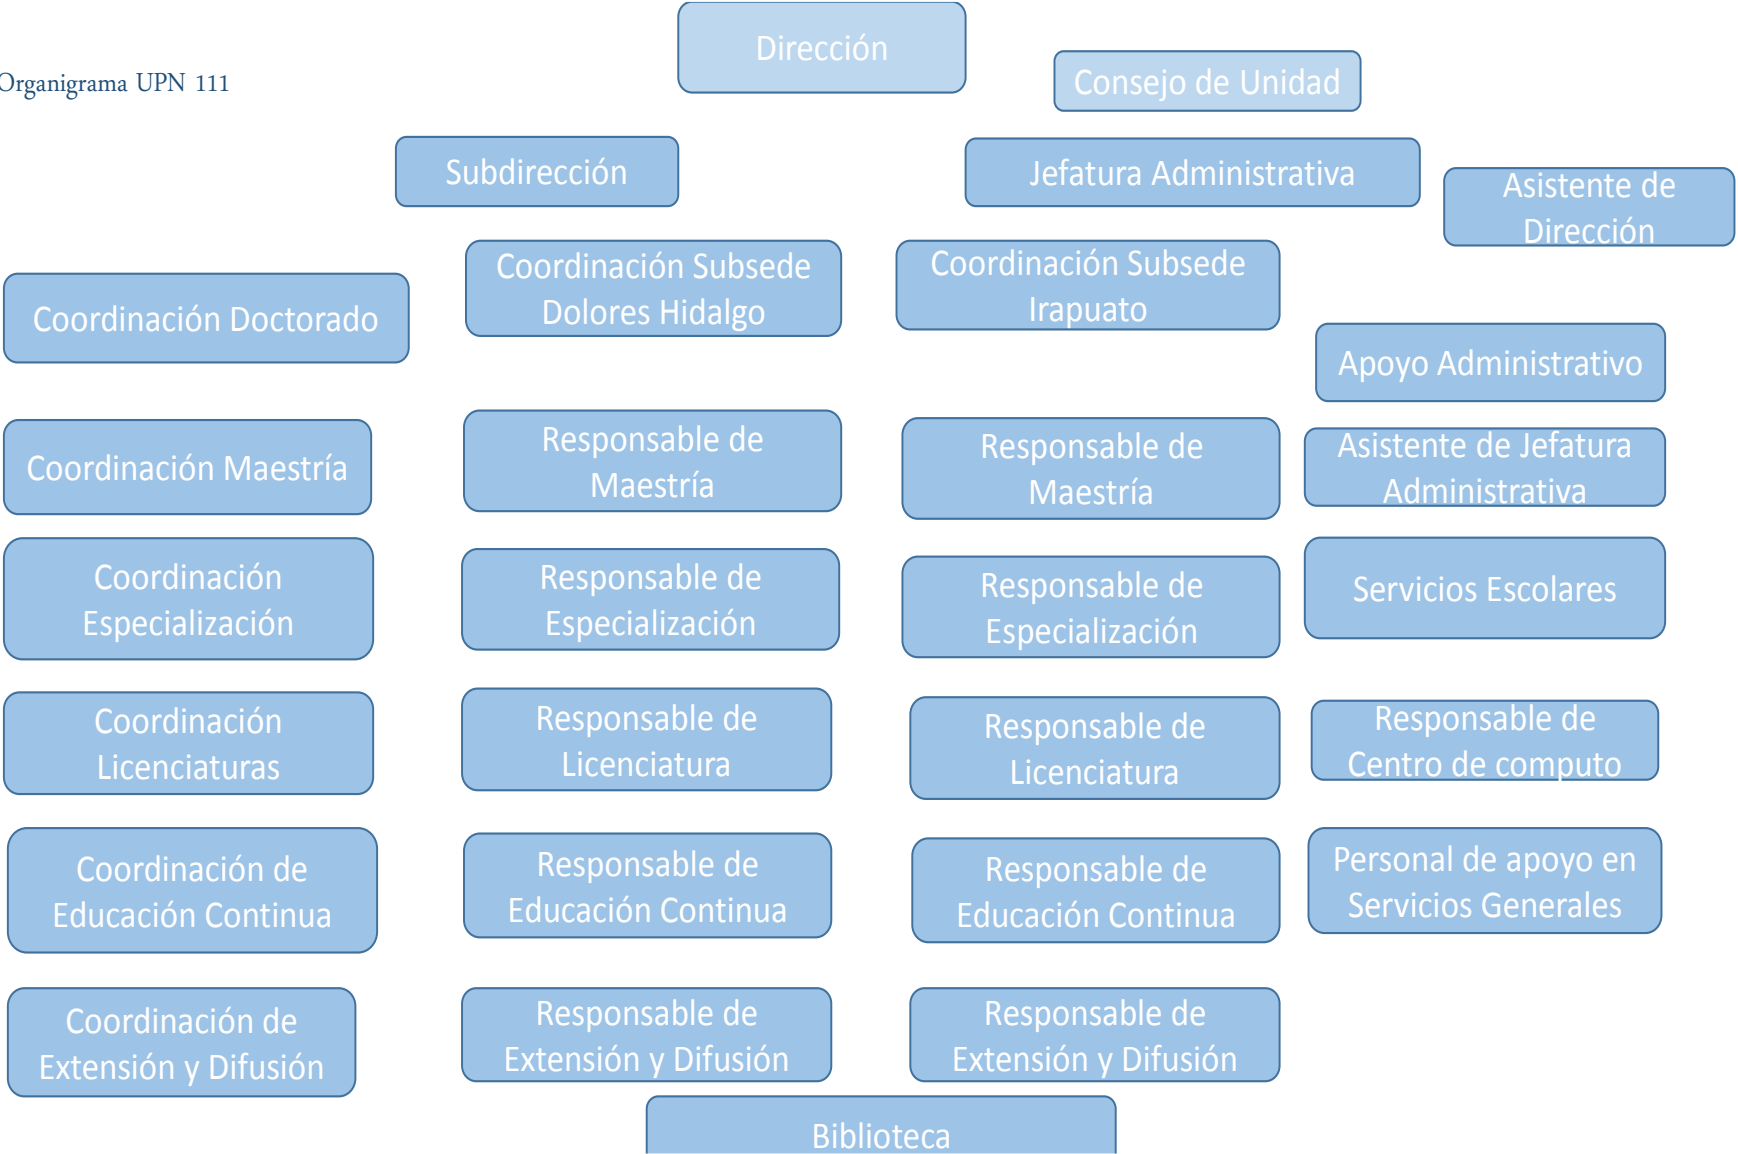 Dirección
Organigrama UPN 111
Consejo de Unidad
Subdirección
Jefatura Administrativa
Asistente de
Dirección
Coordinación Doctorado
Coordinación Subsede
Dolores Hidalgo
Coordinación Subsede
Irapuato
Apoyo Administrativo
Coordinación Maestría
Responsable de
Maestría
Responsable de
Maestría
Asistente de Jefatura
Administrativa
Coordinación
Especialización
Responsable de
Especialización
Responsable de
Especialización
Servicios Escolares
Coordinación
Licenciaturas
Responsable de
Licenciatura
Responsable de
Licenciatura
Responsable de
Centro de computo
Coordinación de
Educación Continua
Responsable de
Educación Continua
Responsable de
Educación Continua
Personal de apoyo en
Servicios Generales
Coordinación de
Extensión y Difusión
Responsable de
Extensión y Difusión
Responsable de
Extensión y Difusión
Biblioteca